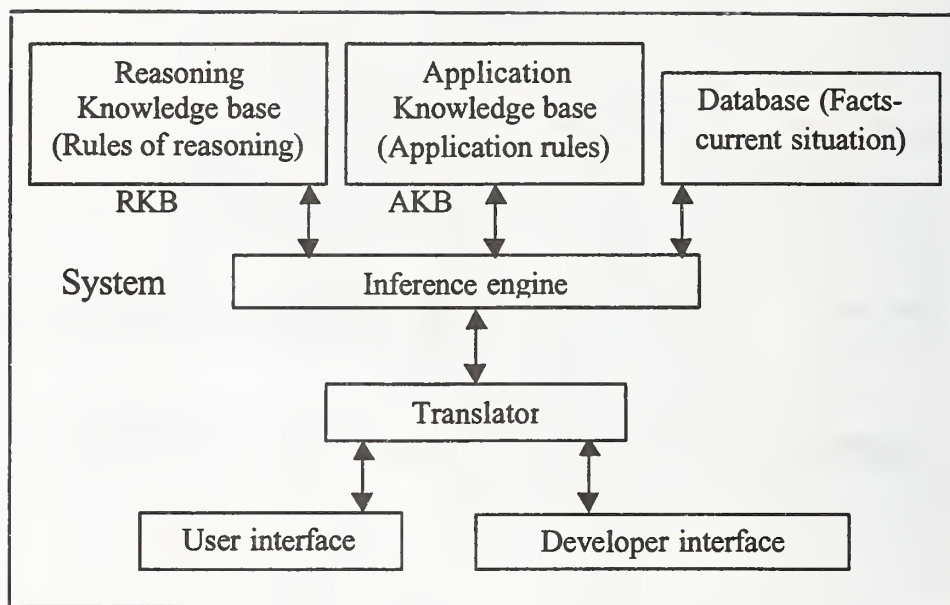 Reasoning
Knowledge base
(Rules of reasoning)
Application
Knowledge base
(Application rules)
Database (Facts-
current situation)
RKB
AKB
System
Inference engine
Translator
User interface
Developer interface